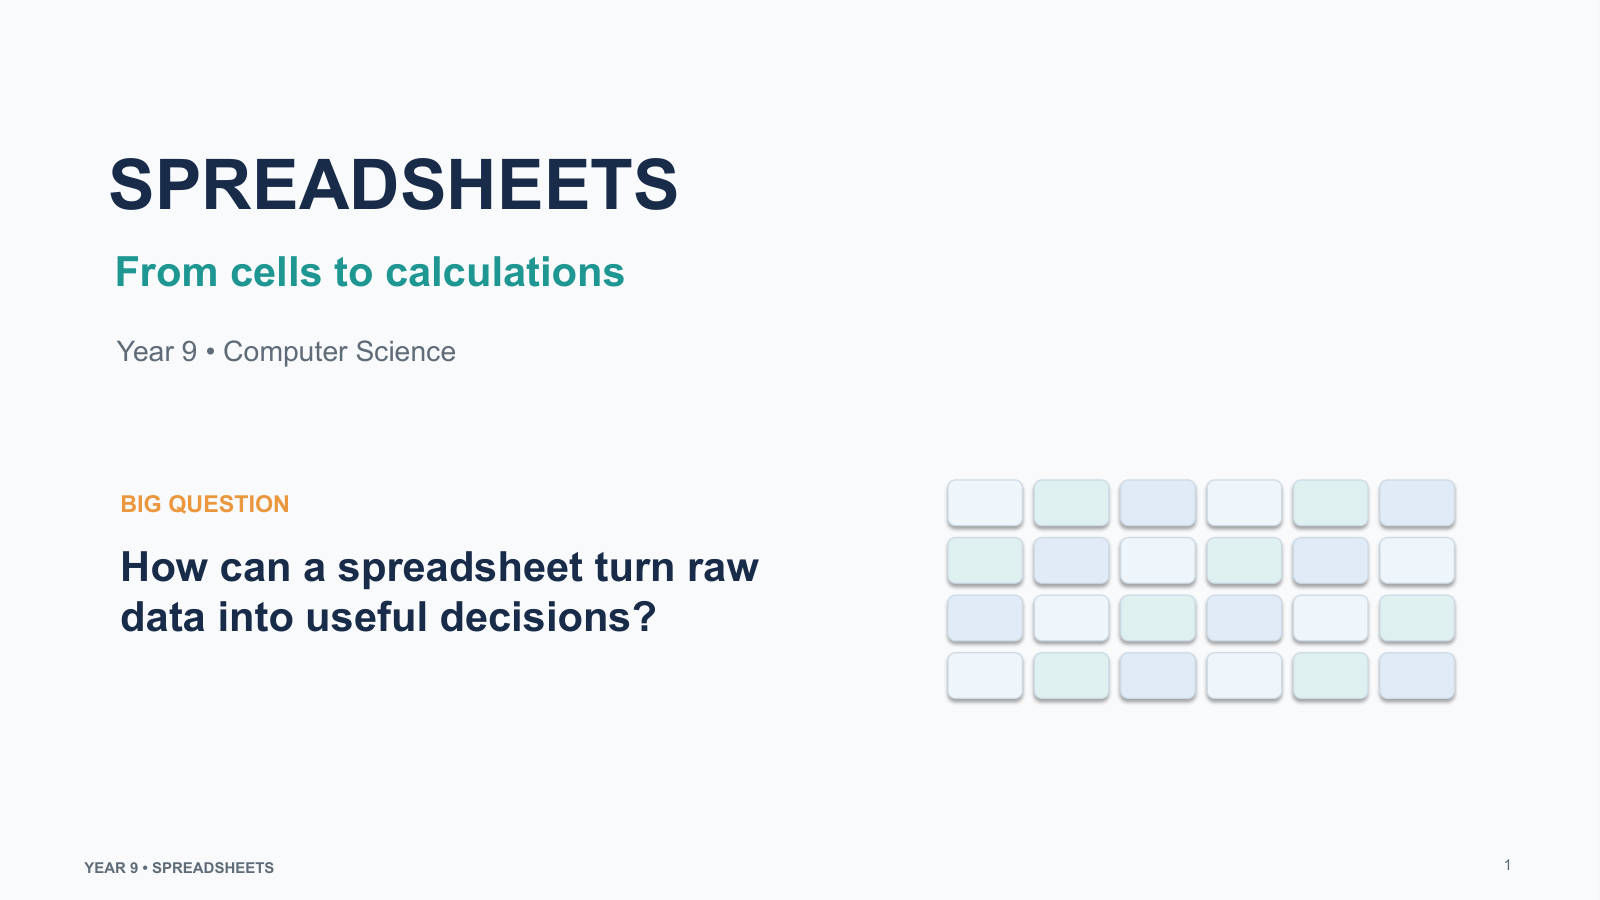 SPREADSHEETS
From cells to calculations
Year 9 • Computer Science
BIG QUESTION
How can a spreadsheet turn raw
data into useful decisions?
YEAR 9 • SPREADSHEETS
1